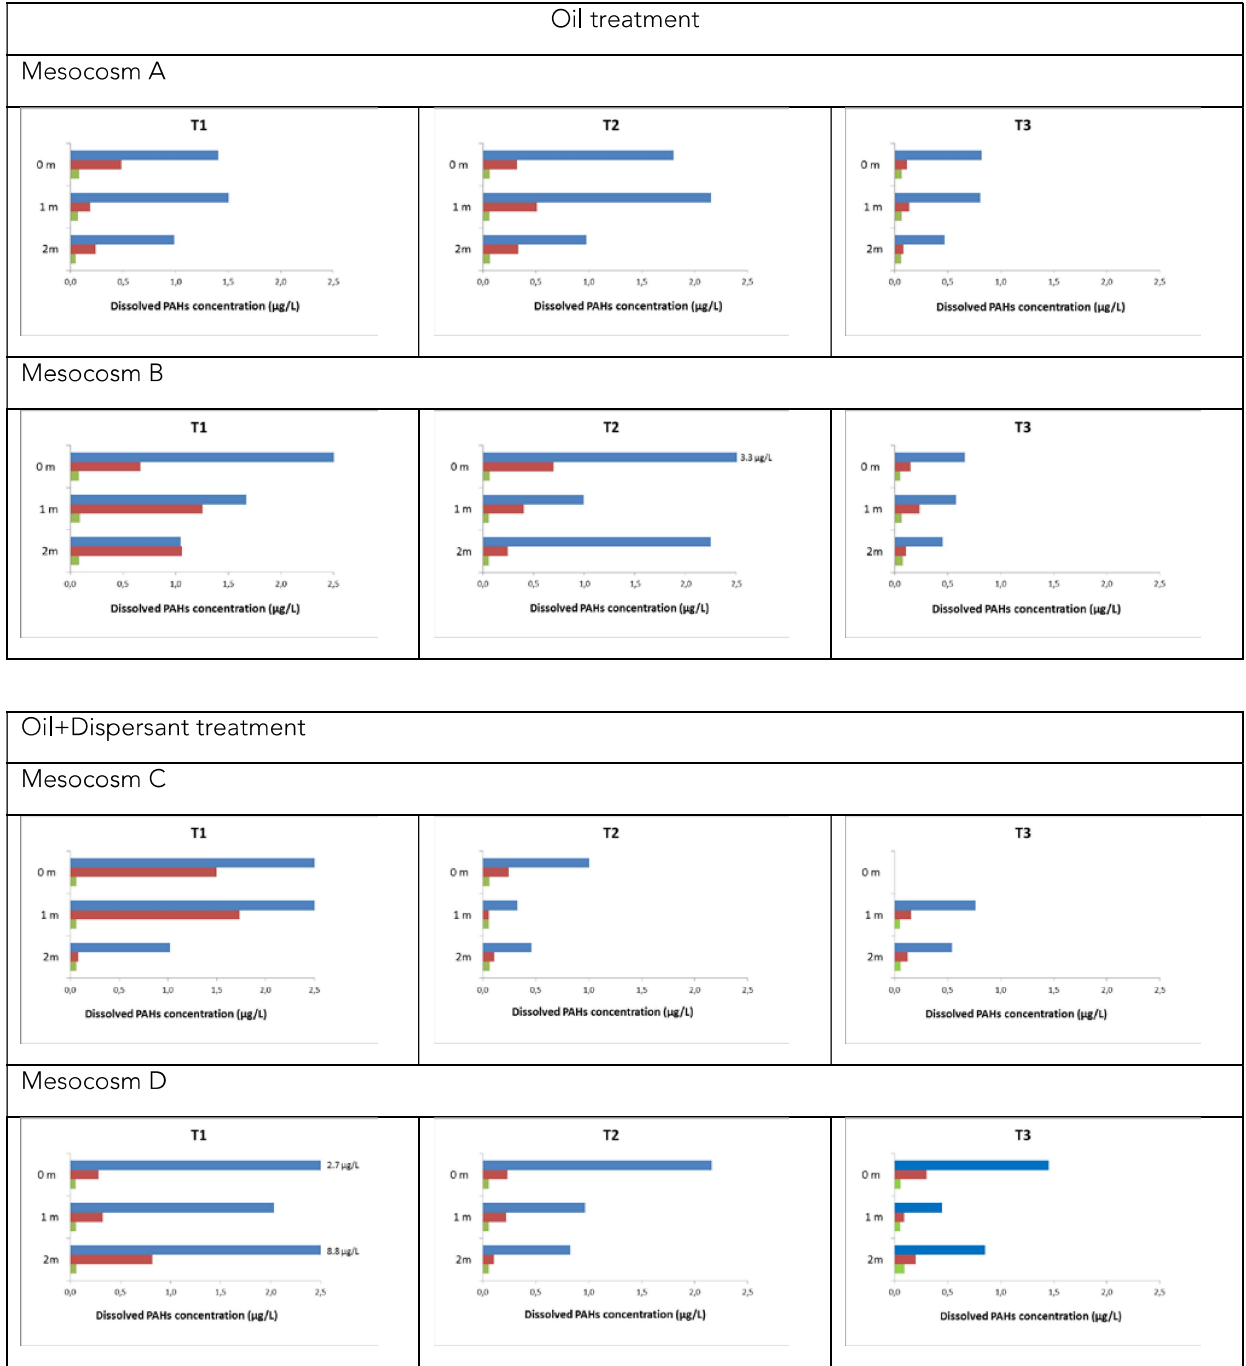 Oil treatment
Mesocosm A
T1
0 m
1 m
2m
0,0 0,5 1,0 1,5 2,0 2,5
Dissolved PAHs concentration (µg/L)
T2
0 m
1 m
2m
0,0 0,5 1,0 1,5 2,0 2,5
Dissolved PAHs concentration (µg/L)
T3
0 m
1 m
2m
0,0 0,5 1,0 1,5 2,0 2,5
Dissolved PAHs concentration (µg/L)
Mesocosm B
T1
0 m
1 m
2m
0,0 0,5 1,0 1,5 2,0 2,5
Dissolved PAHs concentration (µg/L)
T2
0 m
3.3 µg/L
1 m
2m
0,0 0,5 1,0 1,5 2,0 2,5
Dissolved PAHs concentration (µg/L)
T3
0 m
1 m
2m
0,0 0,5 1,0 1,5 2,0 2,5
Dissolved PAHs concentration (µg/L)
Oil+Dispersant treatment
Mesocosm C
T1
0 m
1 m
2m
0,0 0,5 1,0 1,5 2,0 2,5
Dissolved PAHs concentration (µg/L)
T2
0 m
1 m
2m
0,0 0,5 1,0 1,5 2,0 2,5
Dissolved PAHs concentration (µg/L)
T3
0 m
1 m
2m
0,0 0,5 1,0 1,5 2,0 2,5
Dissolved PAHs concentration (µg/L)
Mesocosm D
T1
2.7 µg/L
0 m
1 m
8.8 µg/L
2m
0,0 0,5 1,0 1,5 2,0 2,5
Dissolved PAHs concentration (µg/L)
T2
0 m
1 m
2m
0,0 0,5 1,0 1,5 2,0 2,5
Dissolved PAHs concentration (µg/L)
T3
0 m
1 m
2m
0,0 0,5 1,0 1,5 2,0 2,5
Dissolved PAHs concentration (µg/L)